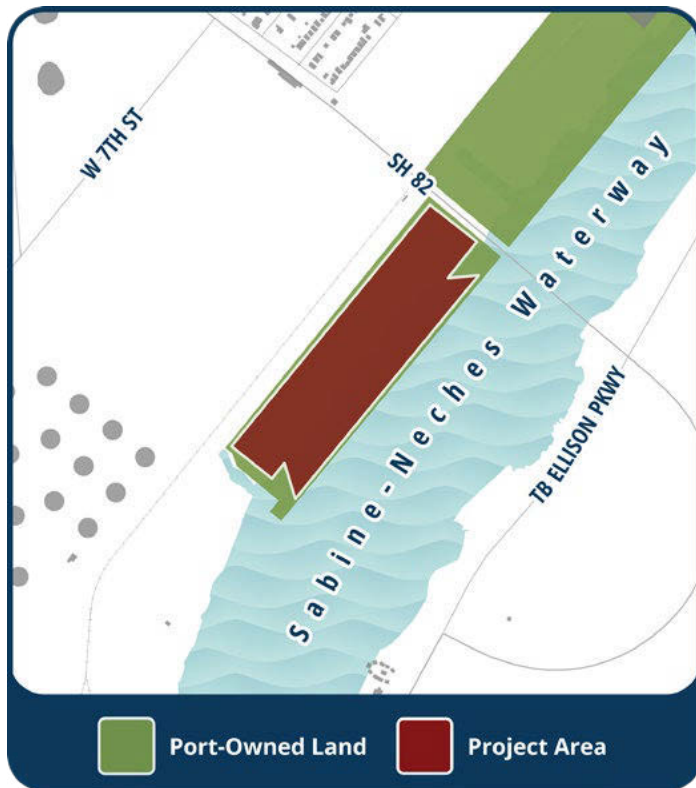 W 7TH ST
SH 82
Sabine-Neches Waterway
TB ELLISON PKWY
Port-Owned Land
Project Area